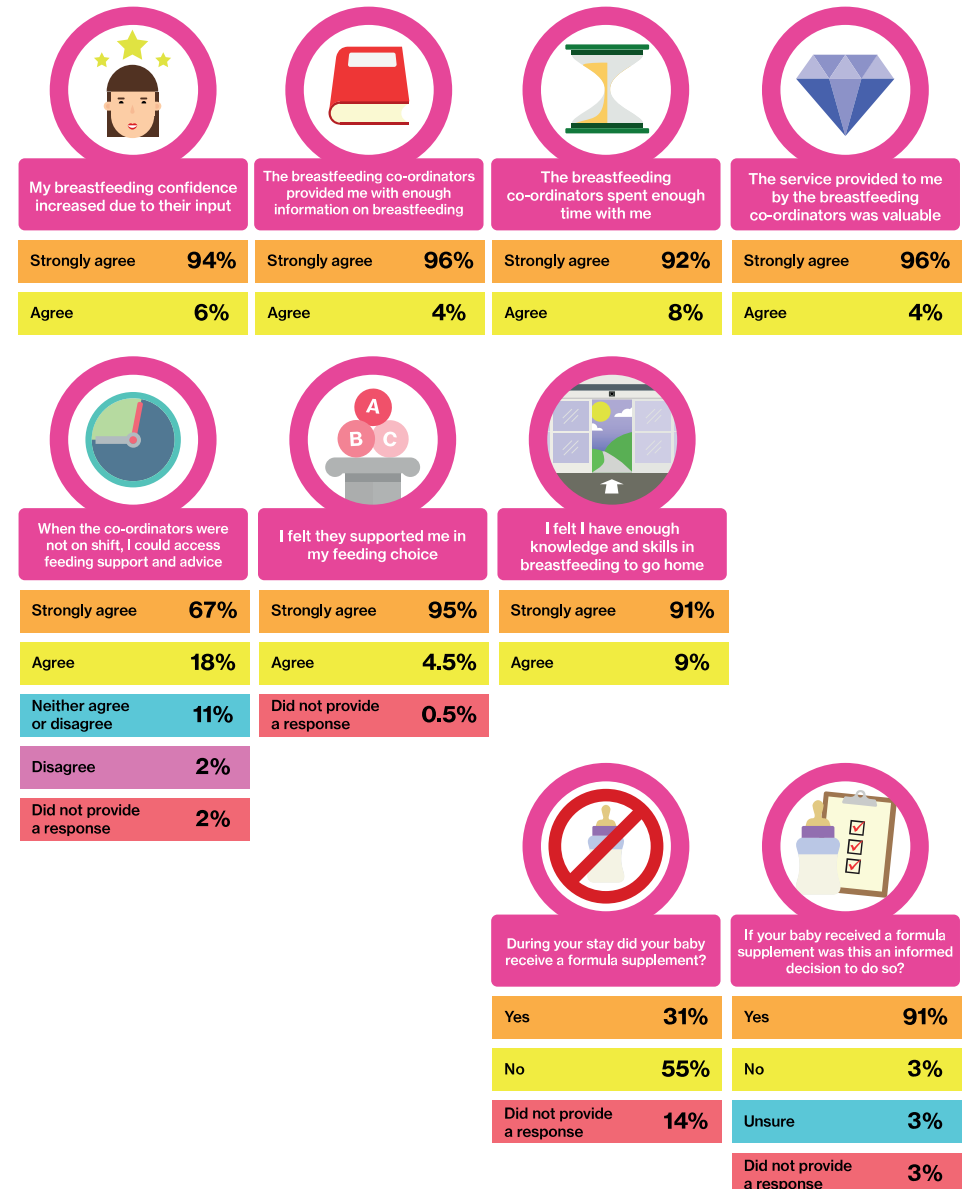 My breastfeeding confidence
increased due to their input
Strongly agree 94%
Agree 6%
The breastfeeding co-ordinators
provided me with enough
information on breastfeeding
Strongly agree 96%
Agree 4%
The breastfeeding
co-ordinators spent enough
time with me
Strongly agree 92%
Agree 8%
The service provided to me
by the breastfeeding
co-ordinators was valuable
Strongly agree 96%
Agree 4%
When the co-ordinators were
not on shift, I could access
feeding support and advice
Strongly agree 67%
Agree 18%
Neither agree
or disagree 11%
Disagree 2%
Did not provide
a response 2%
A
B C
I felt they supported me in
my feeding choice
Strongly agree 95%
Agree 4.5%
Did not provide
a response 0.5%
I felt I have enough
knowledge and skills in
breastfeeding to go home
Strongly agree 91%
Agree 9%
During your stay did your baby
receive a formula supplement?
Yes 31%
No 55%
Did not provide
a response 14%
If your baby received a formula
supplement was this an informed
decision to do so?
Yes 91%
No 3%
Unsure 3%
Did not provide
a response 3%